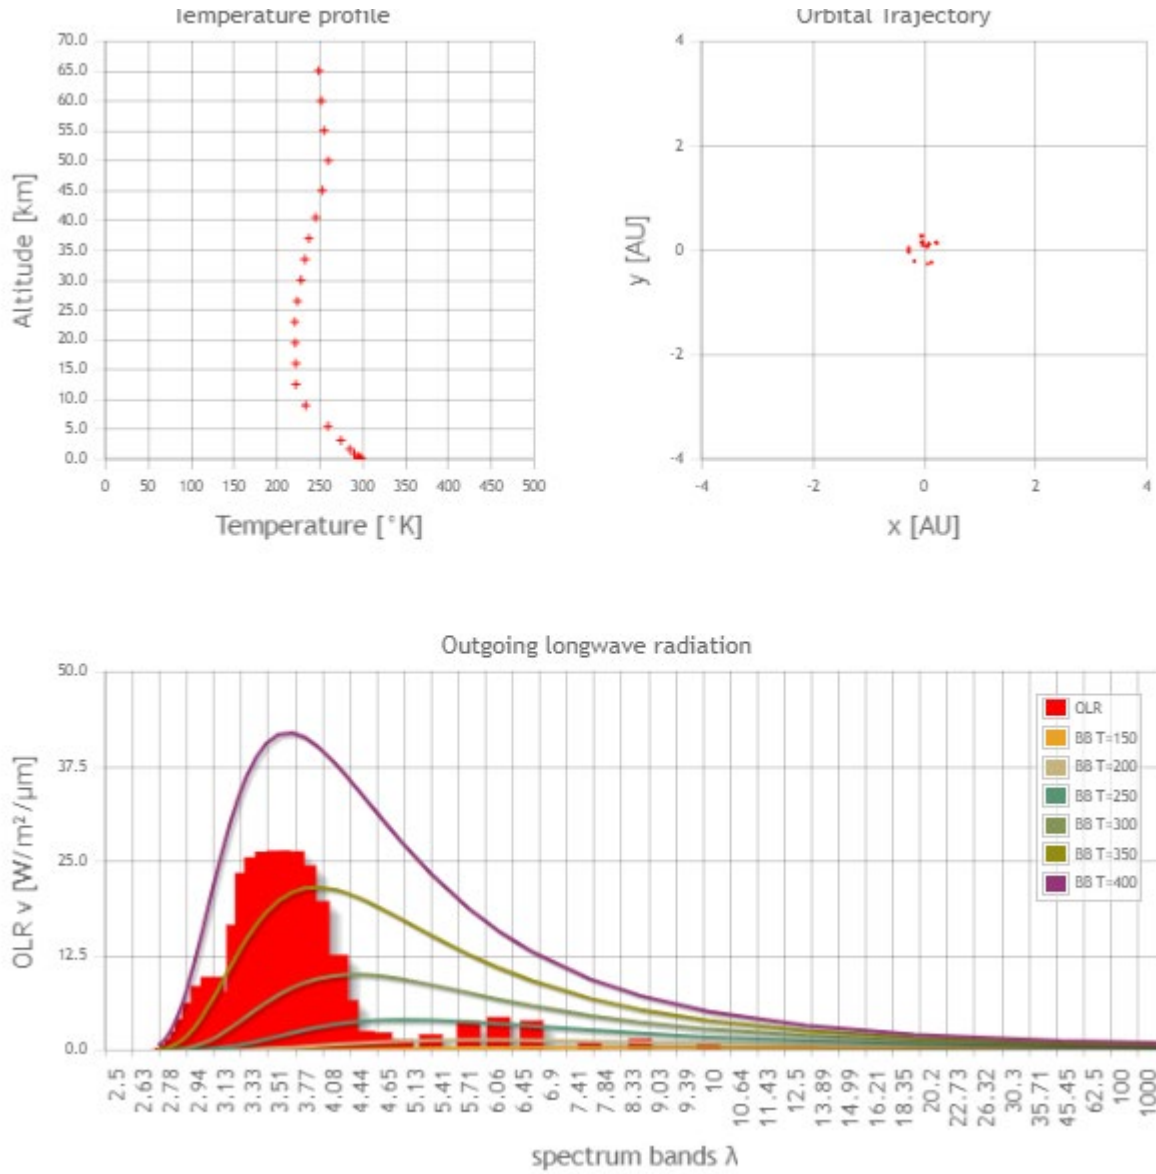 Temperature profile
70.0
65.0
60.0
55.0
50.0
45.0
40.0
35.0
30.0
25.0
20.0
15.0
10.0
5.0
0.0
Altitude [km]
0 50 100 150 200 250 300 350 400 450 500
Temperature [°K]
Orbital Trajectory
4
2
0
-2
-4
y [AU]
-4 -2 0 2 4
x [AU]
Outgoing longwave radiation
50.0
37.5
25.0
12.5
0.0
OLR v [W/m²/µm]
OLR
BB T=150
BB T=200
BB T=250
BB T=300
BB T=350
BB T=400
2.5 2.63 2.78 2.94 3.13 3.33 3.51 3.77 4.08 4.44 4.65 5.13 5.41 5.71 6.06 6.45 6.9 7.41 7.84 8.33 9.03 9.39 10 10.64 11.43 12.5 13.89 14.99 16.21 18.35 20.2 22.73 26.32 30.3 35.71 45.45 62.5 100 1000
spectrum bands λ